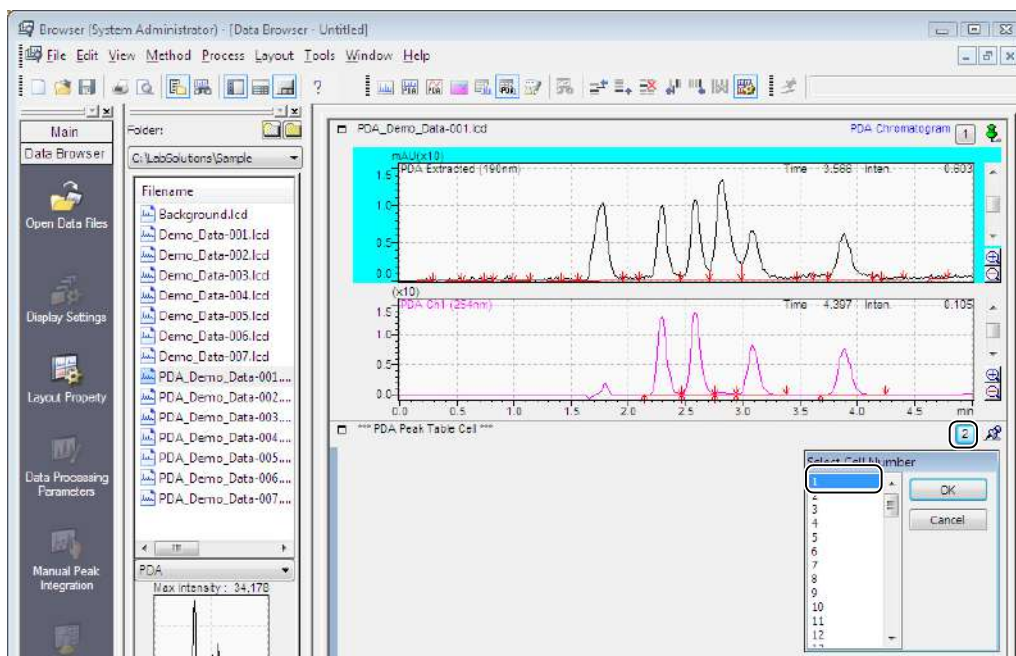 Browser (System Administrator) - [Data Browser - Untitled]
File Edit View Method Process Layout Tools Window Help
Main
Data Browser
Open Data Files
Display Settings
Layout Property
Data Processing
Parameters
Manual Peak
Integration
Folder:
C:\LabSolutions\Sample
Filename
Background.lcd
Demo_Data-001.lcd
Demo_Data-002.lcd
Demo_Data-003.lcd
Demo_Data-004.lcd
Demo_Data-005.lcd
Demo_Data-006.lcd
Demo_Data-007.lcd
PDA_Demo_Data-001....
PDA_Demo_Data-002....
PDA_Demo_Data-003....
PDA_Demo_Data-004....
PDA_Demo_Data-005....
PDA_Demo_Data-006....
PDA_Demo_Data-007....
PDA
Max intensity : 34,178
PDA_Demo_Data-001.lcd PDA Chromatogram 1
mAU(x10)
PDA Extracted (190nm) Time 3.566 Inten. 0.603
1.5
1.0
0.5
0.0
(x10)
PDA Ch1 (254nm) Time 4.397 Inten. 0.105
1.5
1.0
0.5
0.0
0.0 0.5 1.0 1.5 2.0 2.5 3.0 3.5 4.0 4.5 min
*** PDA Peak Table Cell *** 2
Select Cell Number
1
2
3
4
5
6
7
8
9
10
11
12
OK
Cancel